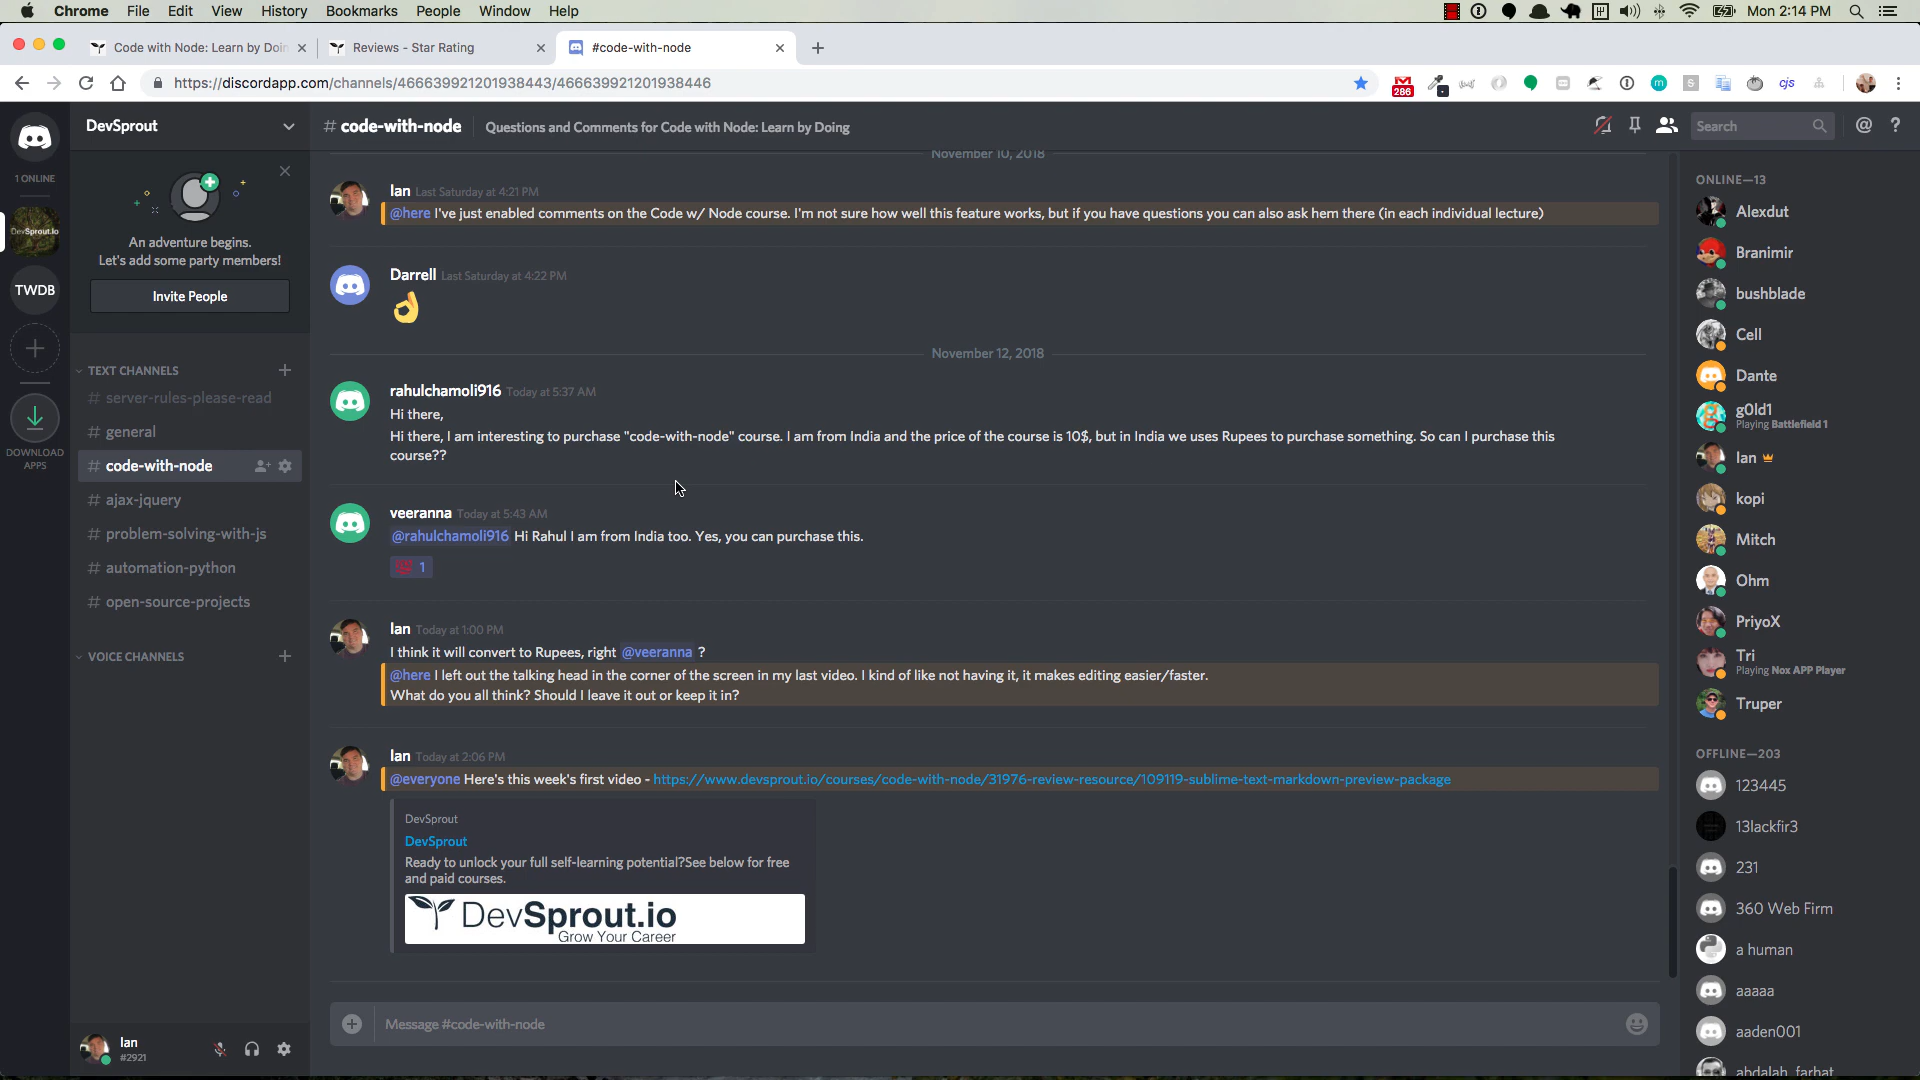 Chrome File Edit View History Bookmarks People Window Help
Mon 2:14 PM
Code with Node: Learn by Doin
Reviews - Star Rating
#code-with-node
https://discordapp.com/channels/466639921201938443/466639921201938446
286
cjs
DevSprout
# code-with-node
Questions and Comments for Code with Node: Learn by Doing
Search
1 ONLINE
DevSprout.io
TWDB
DOWNLOAD
APPS
An adventure begins.
Let's add some party members!
Invite People
TEXT CHANNELS
# server-rules-please-read
# general
# code-with-node
# ajax-jquery
# problem-solving-with-js
# automation-python
# open-source-projects
VOICE CHANNELS
Ian
#2921
November 10, 2018
Ian Last Saturday at 4:21 PM
@here I've just enabled comments on the Code w/ Node course. I'm not sure how well this feature works, but if you have questions you can also ask hem there (in each individual lecture)
Darrell Last Saturday at 4:22 PM
November 12, 2018
rahulchamoli916 Today at 5:37 AM
Hi there,
Hi there, I am interesting to purchase "code-with-node" course. I am from India and the price of the course is 10$, but in India we uses Rupees to purchase something. So can I purchase this
course??
veeranna Today at 5:43 AM
@rahulchamoli916 Hi Rahul I am from India too. Yes, you can purchase this.
1
Ian Today at 1:00 PM
I think it will convert to Rupees, right @veeranna ?
@here I left out the talking head in the corner of the screen in my last video. I kind of like not having it, it makes editing easier/faster.
What do you all think? Should I leave it out or keep it in?
Ian Today at 2:06 PM
@everyone Here's this week's first video - https://www.devsprout.io/courses/code-with-node/31976-review-resource/109119-sublime-text-markdown-preview-package
DevSprout
DevSprout
Ready to unlock your full self-learning potential?See below for free
and paid courses.
DevSprout.io
Grow Your Career
Message #code-with-node
ONLINE—13
Alexdut
Branimir
bushblade
Cell
Dante
g0ld1
Playing Battlefield 1
Ian
kopi
Mitch
Ohm
PriyoX
Tri
Playing Nox APP Player
Truper
OFFLINE—203
123445
13lackfir3
231
360 Web Firm
a human
aaaaa
aaden001
abdalah_farhat